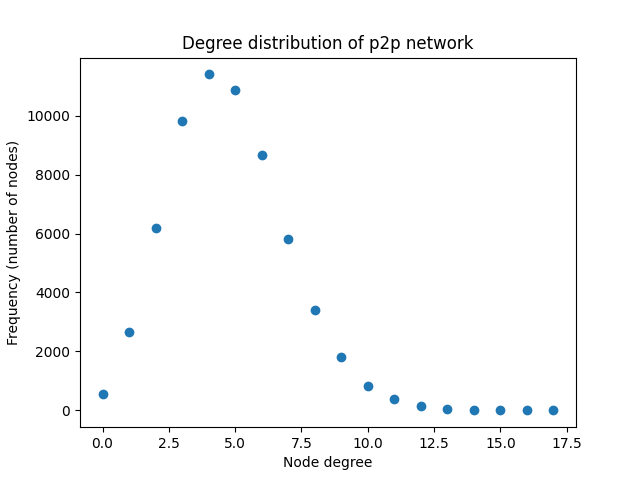 Degree distribution of p2p network
Frequency (number of nodes)
10000
8000
6000
4000
2000
0
0.0 2.5 5.0 7.5 10.0 12.5 15.0 17.5
Node degree